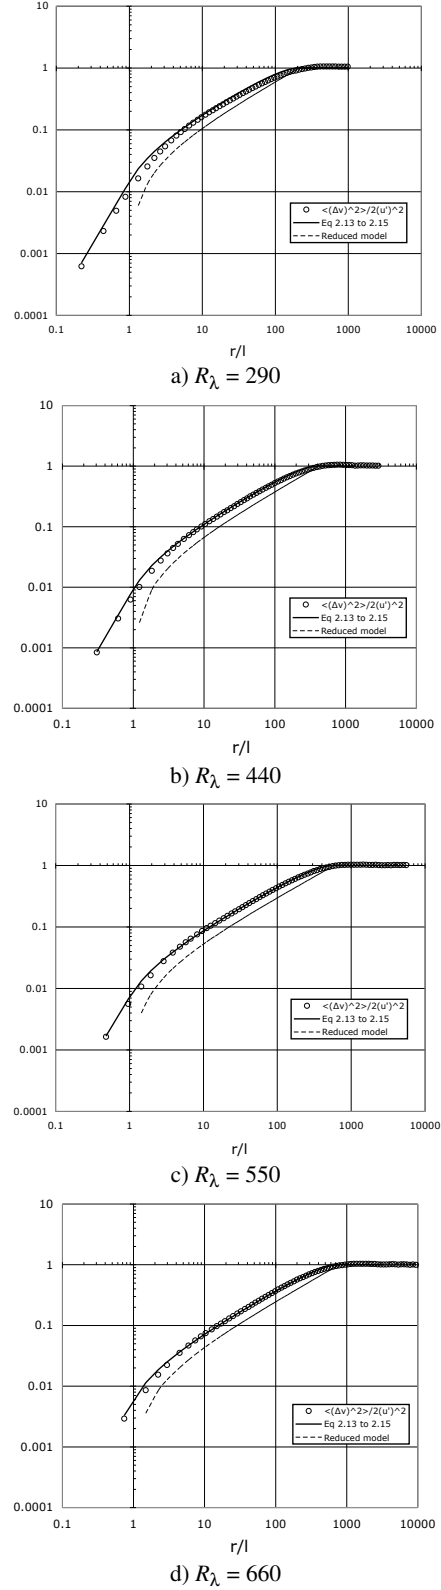 10
1
0.1
0.01
0.001
0.0001
<(Δv)^2>/2(u')^2
Eq 2.13 to 2.15
Reduced model
0.1 1 10 100 1000 10000
r/l
a) Rλ = 290
10
1
0.1
0.01
0.001
0.0001
<(Δv)^2>/2(u')^2
Eq 2.13 to 2.15
Reduced model
0.1 1 10 100 1000 10000
r/l
b) Rλ = 440
10
1
0.1
0.01
0.001
0.0001
<(Δv)^2>/2(u')^2
Eq 2.13 to 2.15
Reduced model
0.1 1 10 100 1000 10000
r/l
c) Rλ = 550
10
1
0.1
0.01
0.001
0.0001
<(Δv)^2>/2(u')^2
Eq 2.13 to 2.15
Reduced model
0.1 1 10 100 1000 10000
r/l
d) Rλ = 660